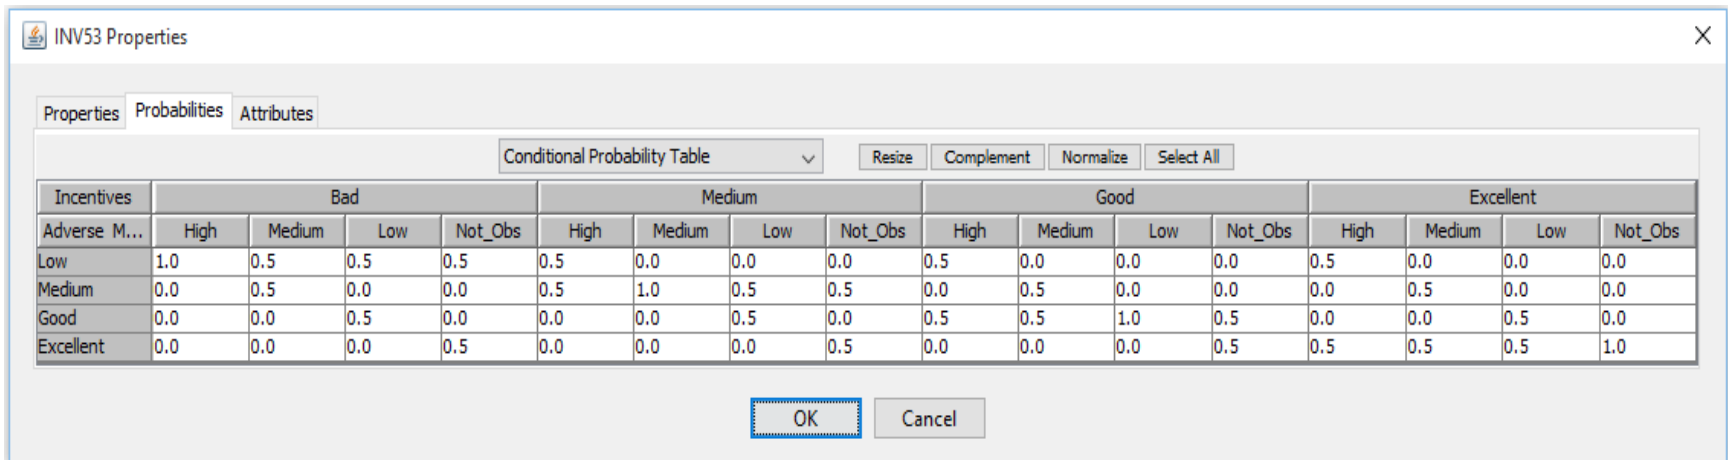 INV53 Properties
Properties Probabilities Attributes
Conditional Probability Table Resize Complement Normalize Select All
Incentives Bad Medium Good Excellent
Adverse M... High Medium Low Not_Obs High Medium Low Not_Obs High Medium Low Not_Obs High Medium Low Not_Obs
Low 1.0 0.5 0.5 0.5 0.5 0.0 0.0 0.0 0.5 0.0 0.0 0.0 0.5 0.0 0.0 0.0
Medium 0.0 0.5 0.0 0.0 0.5 1.0 0.5 0.5 0.0 0.5 0.0 0.0 0.0 0.5 0.0 0.0
Good 0.0 0.0 0.5 0.0 0.0 0.0 0.5 0.0 0.5 0.5 1.0 0.5 0.0 0.0 0.5 0.0
Excellent 0.0 0.0 0.0 0.5 0.0 0.0 0.0 0.5 0.0 0.0 0.0 0.5 0.5 0.5 0.5 1.0
OK Cancel